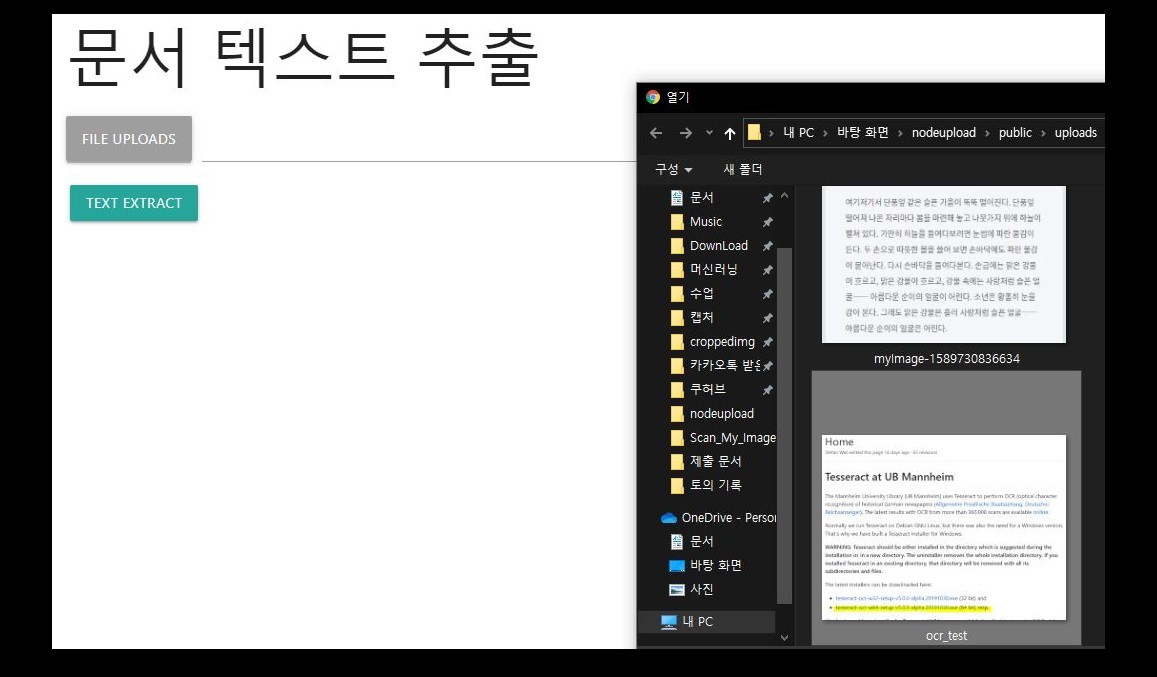 문서 텍스트 추출
FILE UPLOADS
TEXT EXTRACT
열기
내 PC > 바탕 화면 > nodeupload > public > uploads
구성 새 폴더
문서
Music
DownLoad
머신러닝
수업
캡처
croppedimg
카카오톡 받은
쿠허브
nodeupload
Scan_My_Image
제출 문서
토의 기록
OneDrive - Person
문서
바탕 화면
사진
내 PC
여기저기서 단풍잎 같은 슬픈 가을이 뚝뚝 떨어진다. 단풍잎
떨어져 나온 자리마다 봄을 마련해 놓고 나뭇가지 위에 하늘이
펼쳐 있다. 가만히 하늘을 들여다보려면 눈썹에 파란 물감이
든다. 두 손으로 따뜻한 볼을 쓸어 보면 손바닥에도 파란 물감
이 묻어난다. 다시 손바닥을 들여다본다. 손금에는 맑은 강물
이 흐르고, 맑은 강물이 흐르고, 강물 속에는 사랑처럼 슬픈 얼
굴── 아름다운 순이의 얼굴이 어린다. 소년은 황홀히 눈을
감아 본다. 그래도 맑은 강물은 흘러 사랑처럼 슬픈 얼굴──
아름다운 순이의 얼굴은 어린다.
myImage-1589730836634
Home
Stefan Weil edited this page 16 days ago · 65 revisions
Tesseract at UB Mannheim
The Mannheim University Library (UB Mannheim) uses Tesseract to perform OCR (optical character
recognition) of historical German newspapers (Allgemeine Preußische Staatszeitung, Deutscher
Reichsanzeiger). The latest results with OCR from more than 360,000 scans are available online.
Normally we run Tesseract on Debian GNU Linux, but there was also the need for a Windows version.
That's why we have built a Tesseract installer for Windows.
WARNING: Tesseract should be either installed in the directory which is suggested during the
installation or in a new directory. The uninstaller removes the whole installation directory. If you
installed Tesseract in an existing directory, that directory will be removed with all its
subdirectories and files.
The latest installers can be downloaded here:
• tesseract-ocr-w32-setup-v5.0.0-alpha.20191030.exe (32 bit) and
• tesseract-ocr-w64-setup-v5.0.0-alpha.20191030.exe (64 bit) resp.
ocr_test